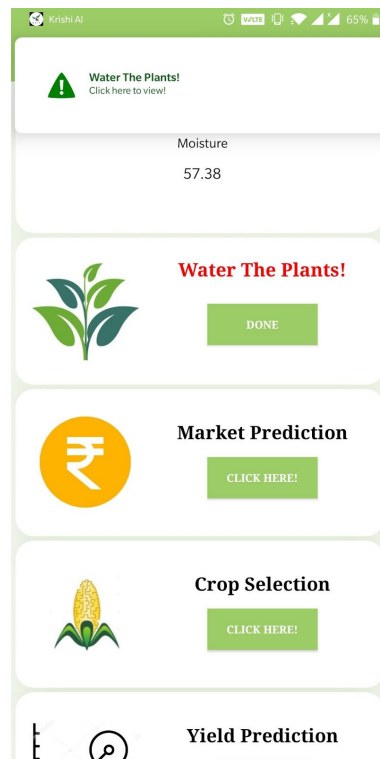 Krishi AI
VoLTE
65%
Water The Plants!
Click here to view!
Moisture
57.38
Water The Plants!
DONE
₹
Market Prediction
CLICK HERE!
Crop Selection
CLICK HERE!
Yield Prediction